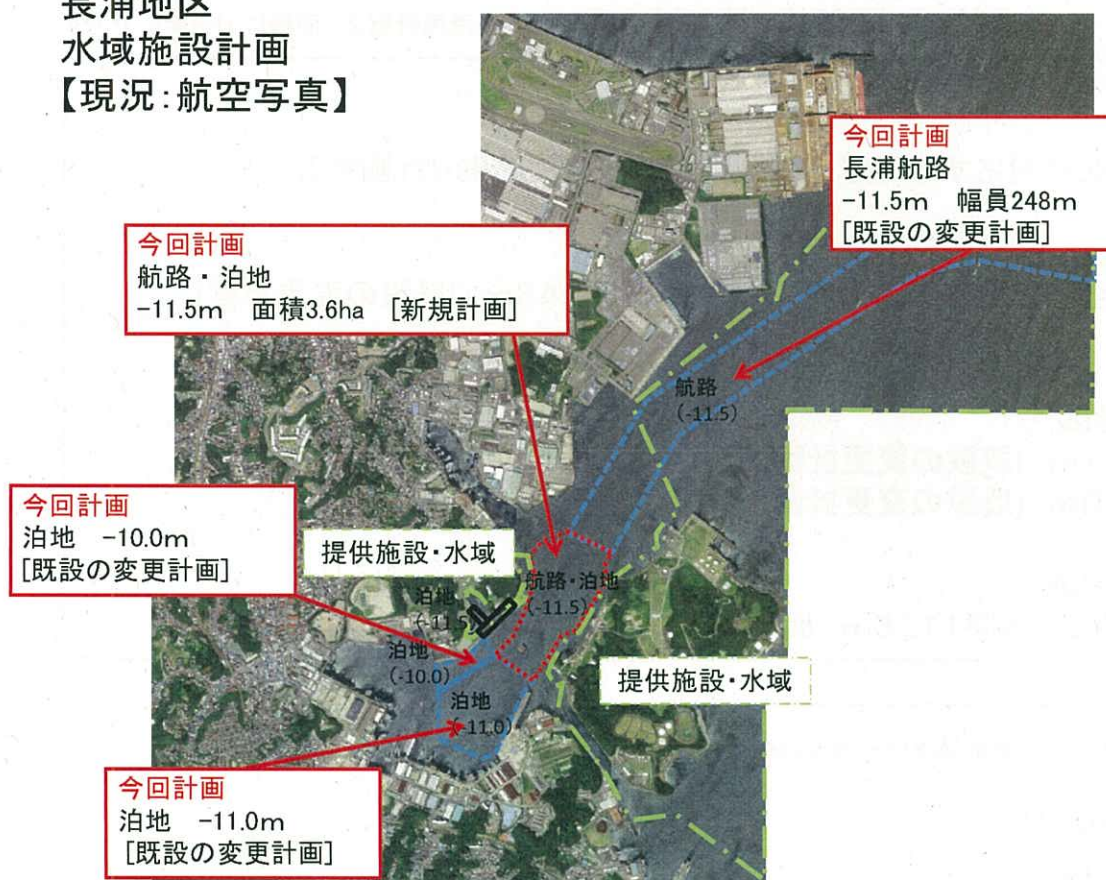 長浦地区
水域施設計画
【現況:航空写真】
今回計画
長浦航路
-11.5m 幅員248m
[既設の変更計画]
今回計画
航路・泊地
-11.5m 面積3.6ha [新規計画]
航路
(-11.5)
今回計画
泊地 -10.0m
[既設の変更計画]
提供施設・水域
航路・泊地
(-11.5)
泊地
(-11.5)
泊地
(-10.0)
提供施設・水域
泊地
(-11.0)
今回計画
泊地 -11.0m
[既設の変更計画]